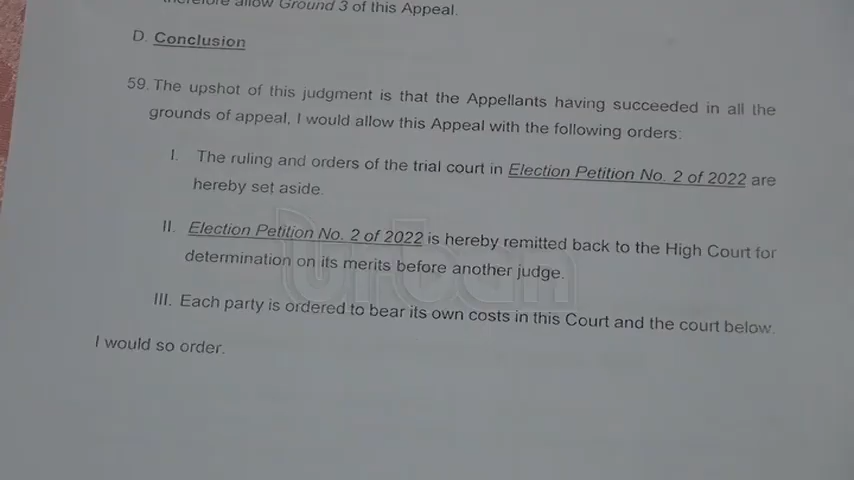 therefore allow Ground 3 of this Appeal.
D. Conclusion
59. The upshot of this judgment is that the Appellants having succeeded in all the
grounds of appeal, I would allow this Appeal with the following orders:
I. The ruling and orders of the trial court in Election Petition No. 2 of 2022 are
hereby set aside.
II. Election Petition No. 2 of 2022 is hereby remitted back to the High Court for
determination on its merits before another judge.
III. Each party is ordered to bear its own costs in this Court and the court below.
I would so order.
Urban